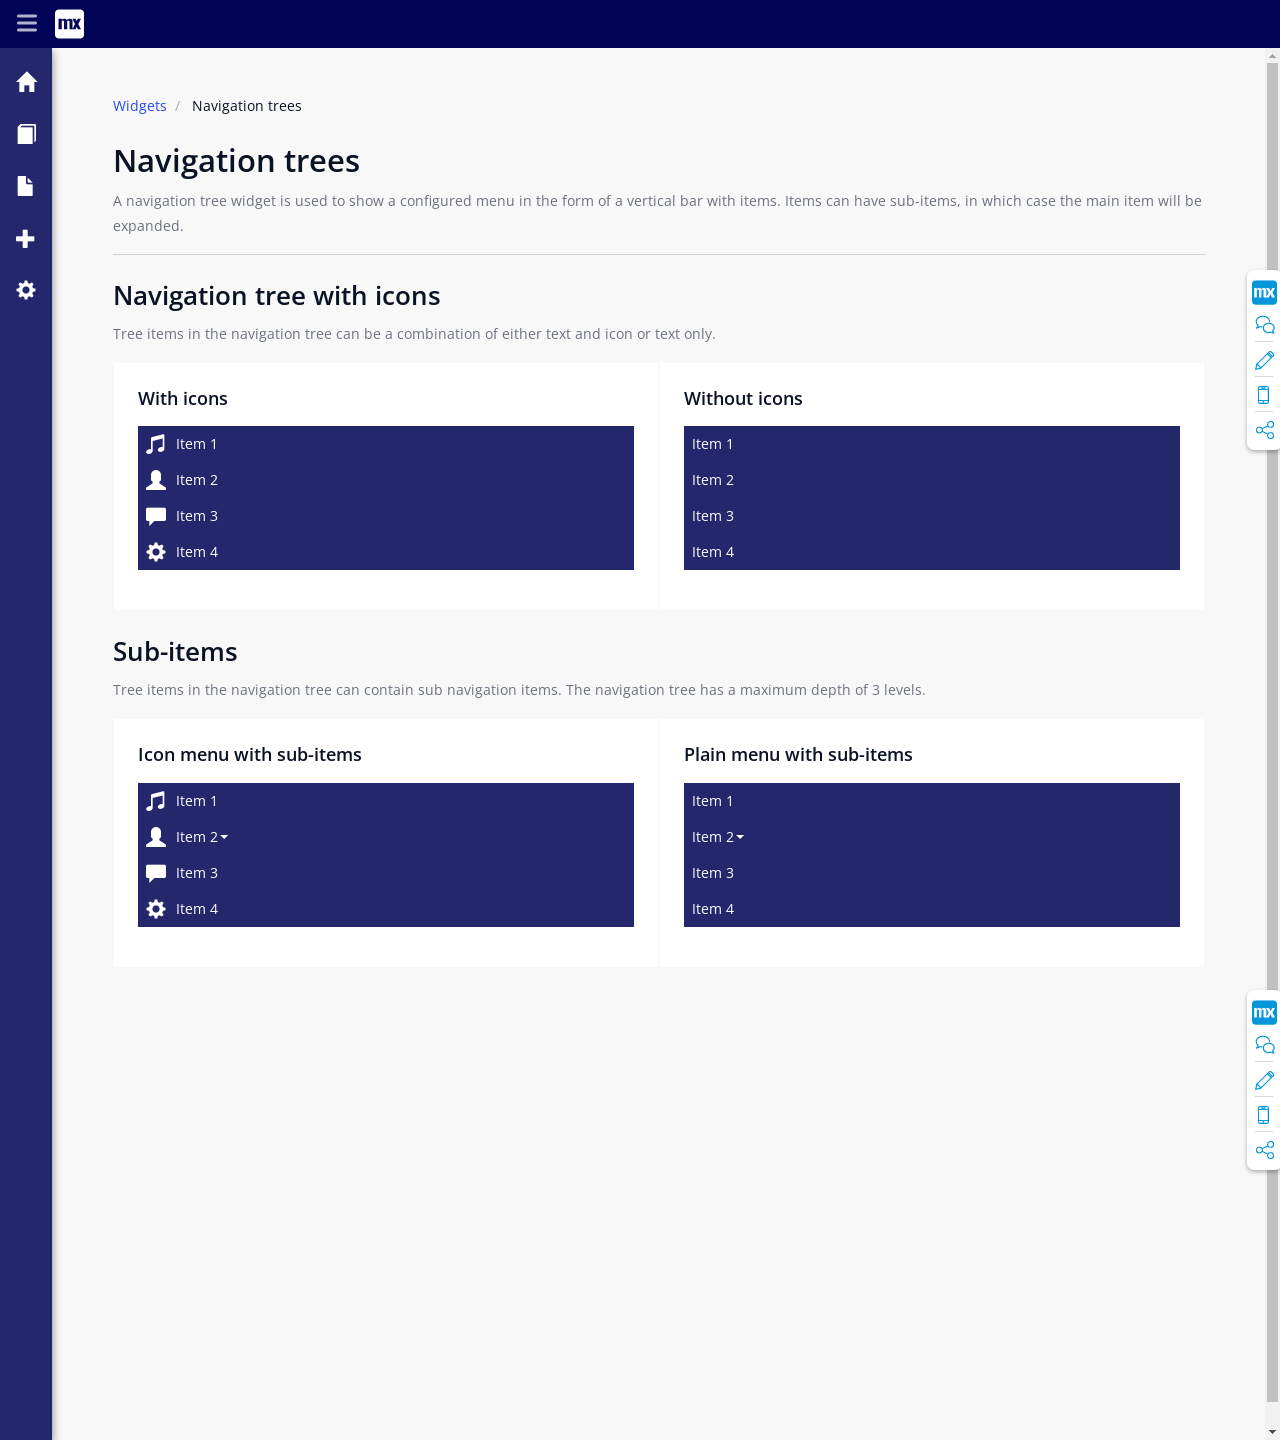 mx
Widgets / Navigation trees
Navigation trees
A navigation tree widget is used to show a configured menu in the form of a vertical bar with items. Items can have sub-items, in which case the main item will be
expanded.
Navigation tree with icons
Tree items in the navigation tree can be a combination of either text and icon or text only.
With icons
Item 1
Item 2
Item 3
Item 4
Without icons
Item 1
Item 2
Item 3
Item 4
Sub-items
Tree items in the navigation tree can contain sub navigation items. The navigation tree has a maximum depth of 3 levels.
Icon menu with sub-items
Item 1
Item 2
Item 3
Item 4
Plain menu with sub-items
Item 1
Item 2
Item 3
Item 4
mx
mx